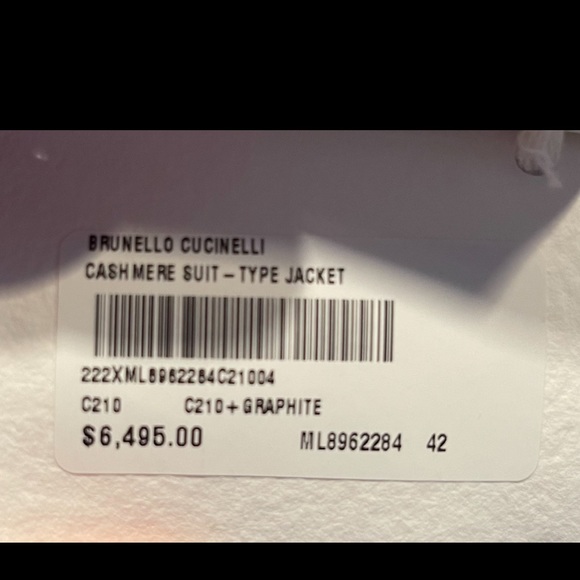 BRUNELLO CUCINELLI
CASHMERE SUIT-TYPE JACKET
222XML8962284C21004
C210 C210+GRAPHITE
$6,495.00 ML8962284 42